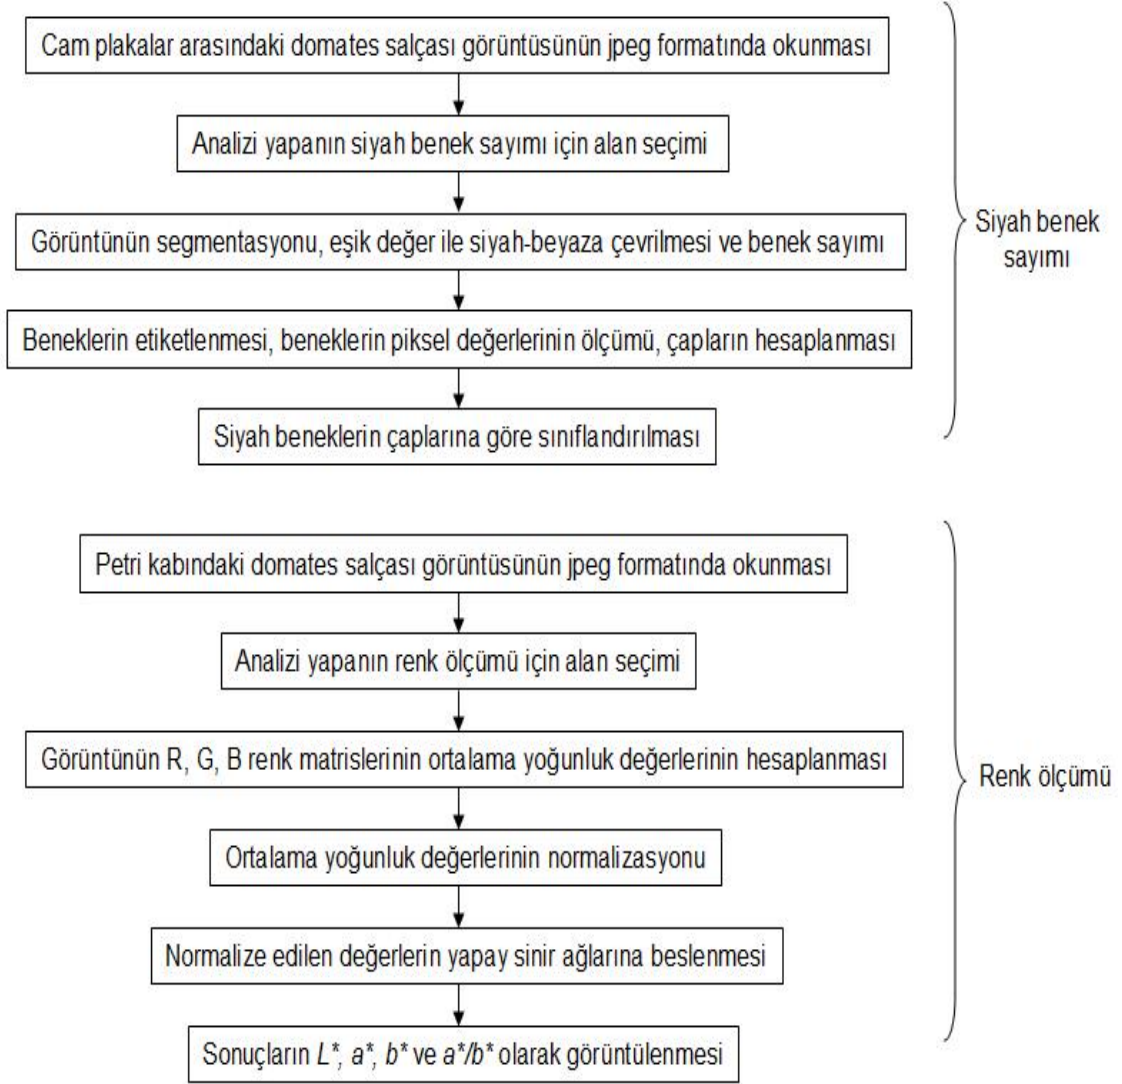 Cam plakalar arasındaki domates salçası görüntüsünün jpeg formatında okunması
Analizi yapanın siyah benek sayımı için alan seçimi
Görüntünün segmentasyonu, eşik değer ile siyah-beyaza çevrilmesi ve benek sayımı
Beneklerin etiketlenmesi, beneklerin piksel değerlerinin ölçümü, çapların hesaplanması
Siyah beneklerin çaplarına göre sınıflandırılması
Siyah benek
sayımı
Petri kabındaki domates salçası görüntüsünün jpeg formatında okunması
Analizi yapanın renk ölçümü için alan seçimi
Görüntünün R, G, B renk matrislerinin ortalama yoğunluk değerlerinin hesaplanması
Ortalama yoğunluk değerlerinin normalizasyonu
Normalize edilen değerlerin yapay sinir ağlarına beslenmesi
Sonuçların L*, a*, b* ve a*/b* olarak görüntülenmesi
Renk ölçümü